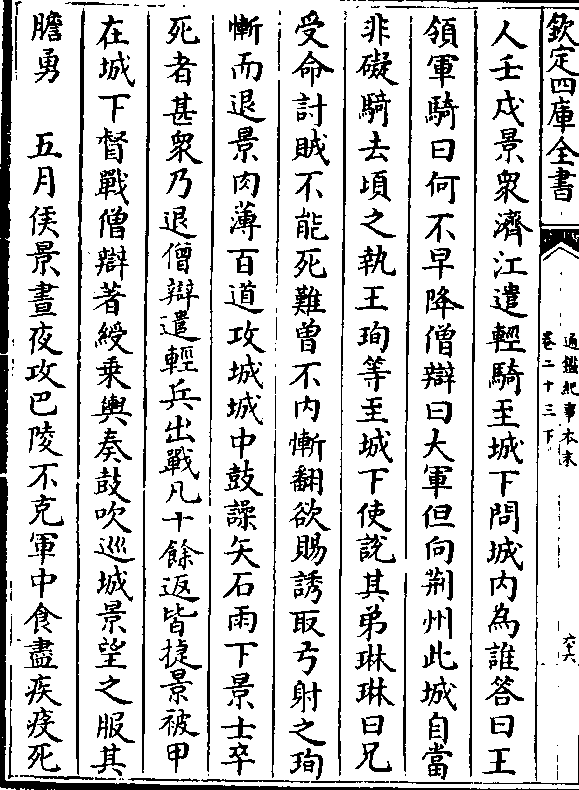 欽定四庫全書
通鑑紀事本末
卷二十三下
六十六
人壬戌景衆濟江遣輕騎至城下問城内為誰答曰王
領軍騎曰何不早降僧辯曰大軍但向荆州此城自當
非礙騎去頃之執王珣等至城下使説其弟琳琳曰兄
受命討賊不能死難曾不内慚翻欲賜誘取弓射之珣
慚而退景肉薄百道攻城城中鼓譟矢石雨下景士卒
死者甚衆乃退僧辯遣輕兵出戰凡十餘返皆捷景被甲
在城下督戰僧辯著綬乗輿奏鼓吹巡城景望之服其
膽勇　五月侯景晝夜攻巴陵不克軍中食盡疾疫死